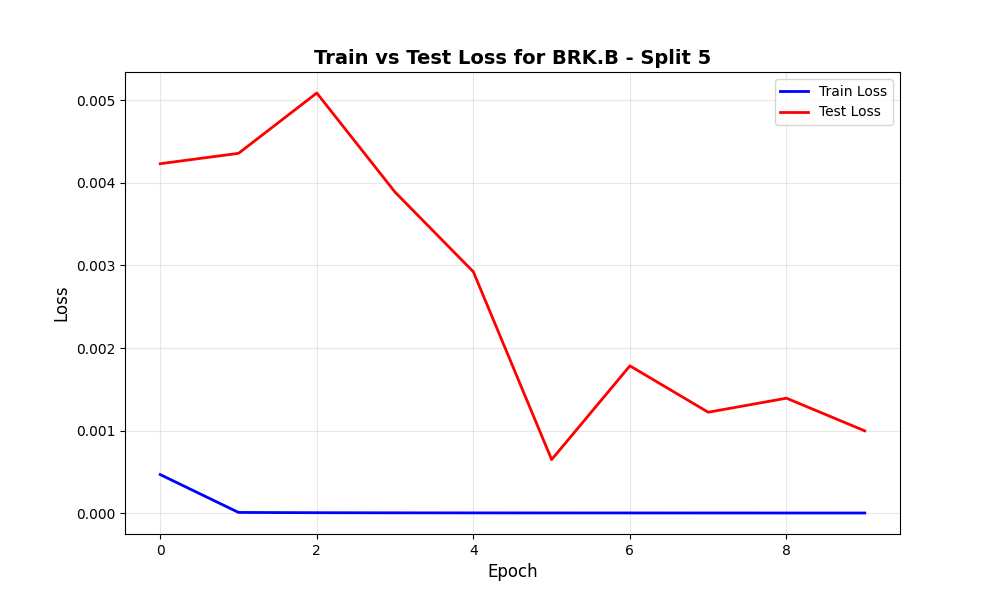 Train vs Test Loss for BRK.B - Split 5
Train Loss
Test Loss
0.005
0.004
0.003
0.002
0.001
0.000
Loss
0 2 4 6 8
Epoch